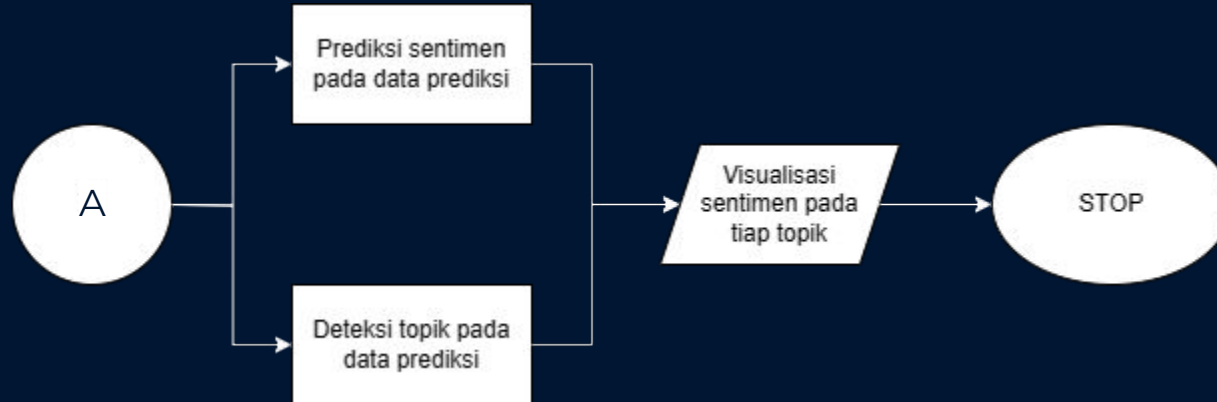 A
Prediksi sentimen
pada data prediksi
Deteksi topik pada
data prediksi
Visualisasi
sentimen pada
tiap topik
STOP